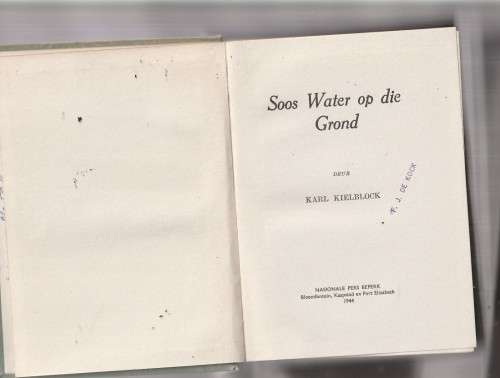 Soos Water op die
Grond
DEUR
KARL KIELBLOCK
F. J. DE KOCK
NASIONALE PERS BEPERK
Bloemfontein, Kaapstad en Port Elizabeth
1944